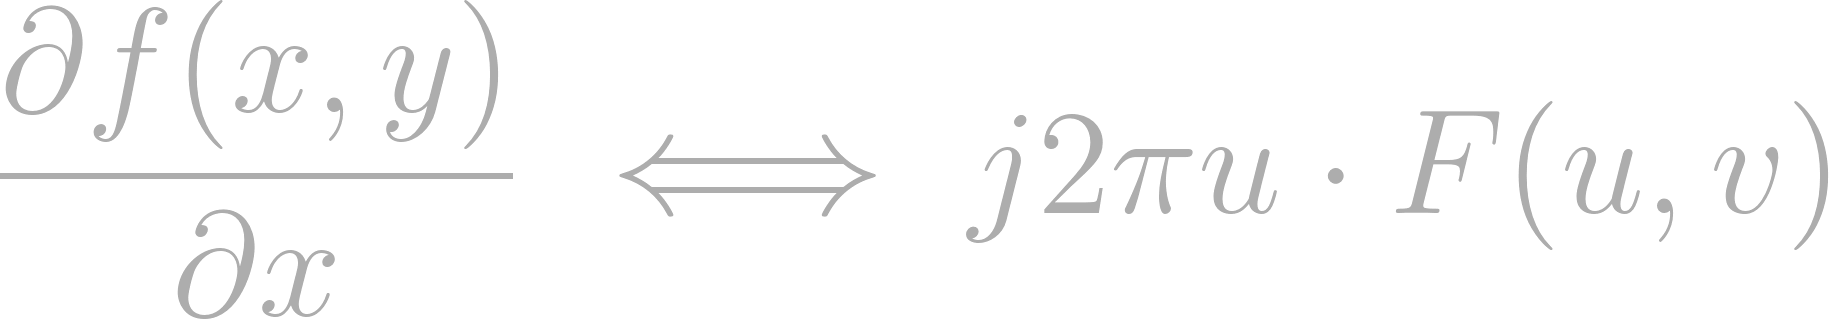 ∂f(x, y)
∂x
⟺ j2πu · F(u, v)